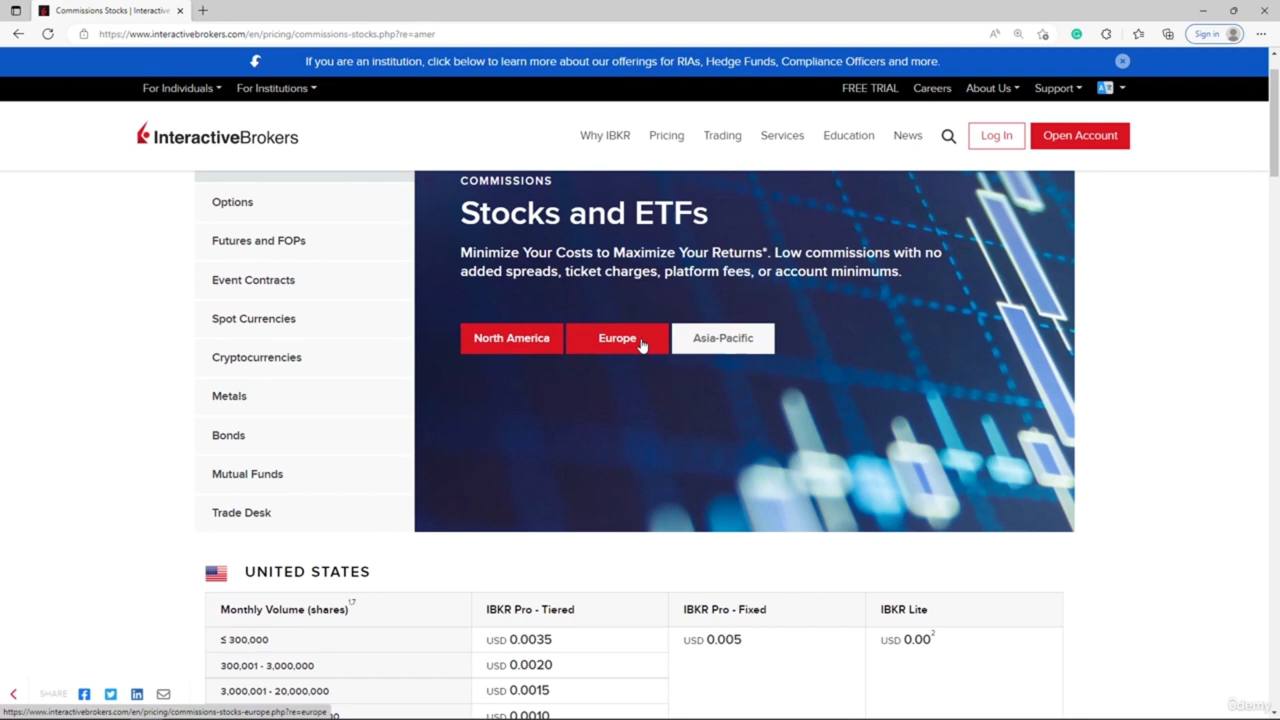 Commissions Stocks | Interactive
https://www.interactivebrokers.com/en/pricing/commissions-stocks.php?re=amer
Sign in
If you are an institution, click below to learn more about our offerings for RIAs, Hedge Funds, Compliance Officers and more.
For Individuals For Institutions FREE TRIAL Careers About Us Support
InteractiveBrokers Why IBKR Pricing Trading Services Education News Log In Open Account
COMMISSIONS
Stocks and ETFs
Minimize Your Costs to Maximize Your Returns*. Low commissions with no
added spreads, ticket charges, platform fees, or account minimums.
North America Europe Asia-Pacific
Options
Futures and FOPs
Event Contracts
Spot Currencies
Cryptocurrencies
Metals
Bonds
Mutual Funds
Trade Desk
UNITED STATES
Monthly Volume (shares) IBKR Pro - Tiered IBKR Pro - Fixed IBKR Lite
≤ 300,000 USD 0.0035 USD 0.005 USD 0.00²
300,001 - 3,000,000 USD 0.0020
3,000,001 - 20,000,000 USD 0.0015
USD 0.0010
SHARE
https://www.interactivebrokers.com/en/pricing/commissions-stocks-europe.php?re=europe
ûdemy